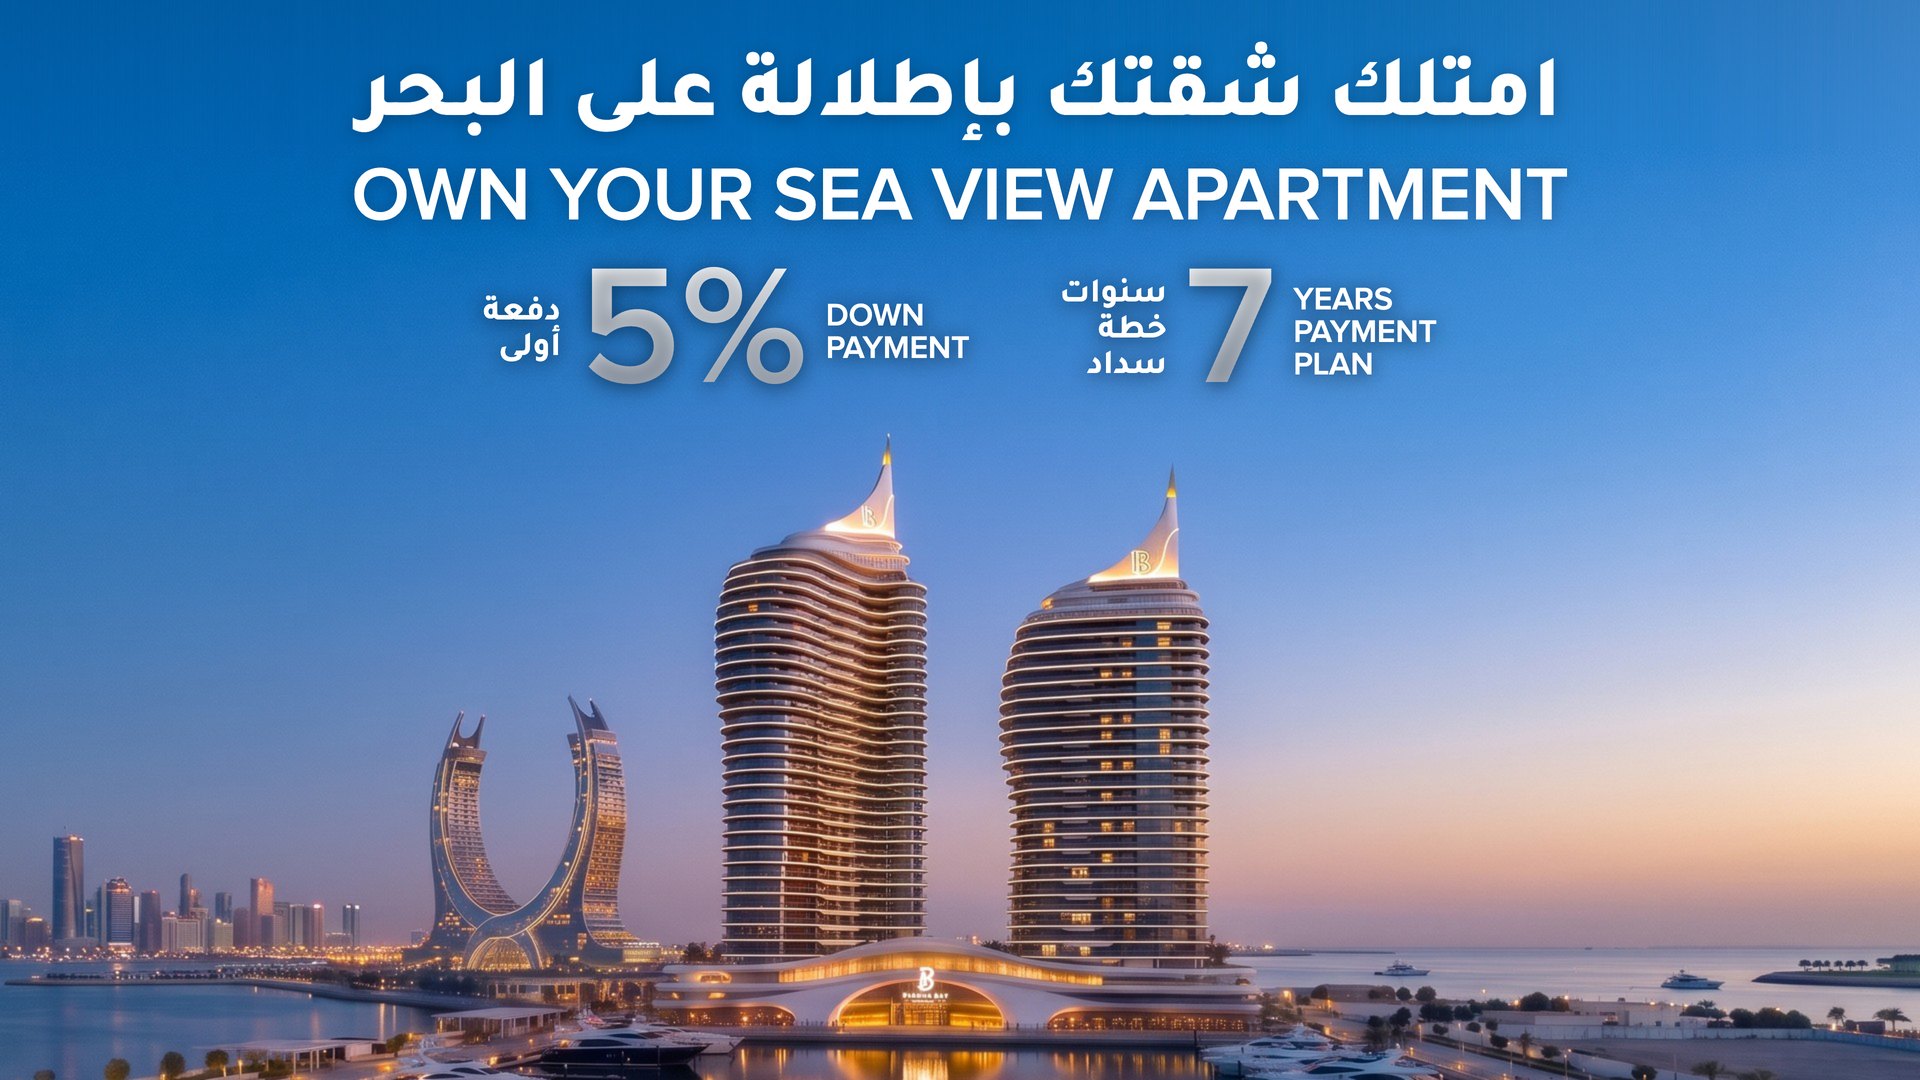 امتلك شقتك بإطلالة على البحر
OWN YOUR SEA VIEW APARTMENT
دفعة
أولى
5%
DOWN
PAYMENT
سنوات
خطة
سداد
7
YEARS
PAYMENT
PLAN
B
B
B